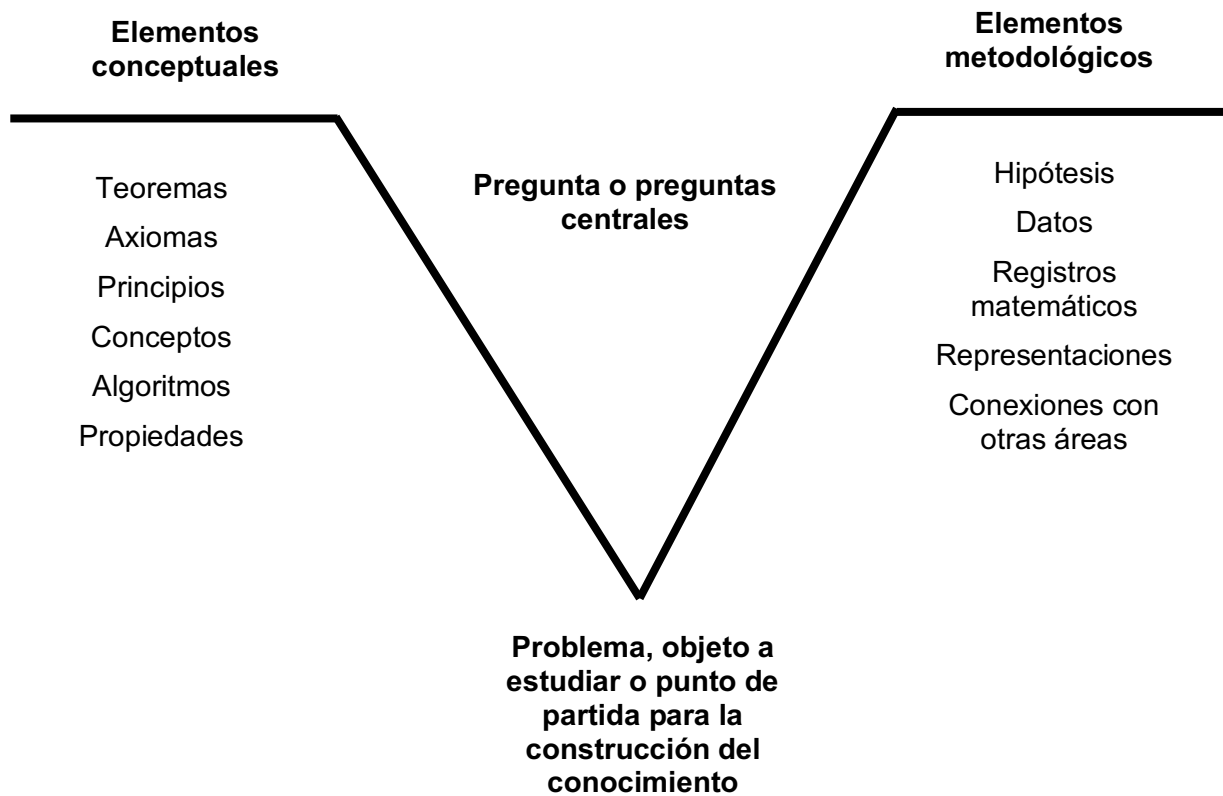 Elementos
conceptuales
Elementos
metodológicos
Pregunta o preguntas
centrales
Teoremas
Axiomas
Principios
Conceptos
Algoritmos
Propiedades
Hipótesis
Datos
Registros
matemáticos
Representaciones
Conexiones con
otras áreas
Problema, objeto a
estudiar o punto de
partida para la
construcción del
conocimiento